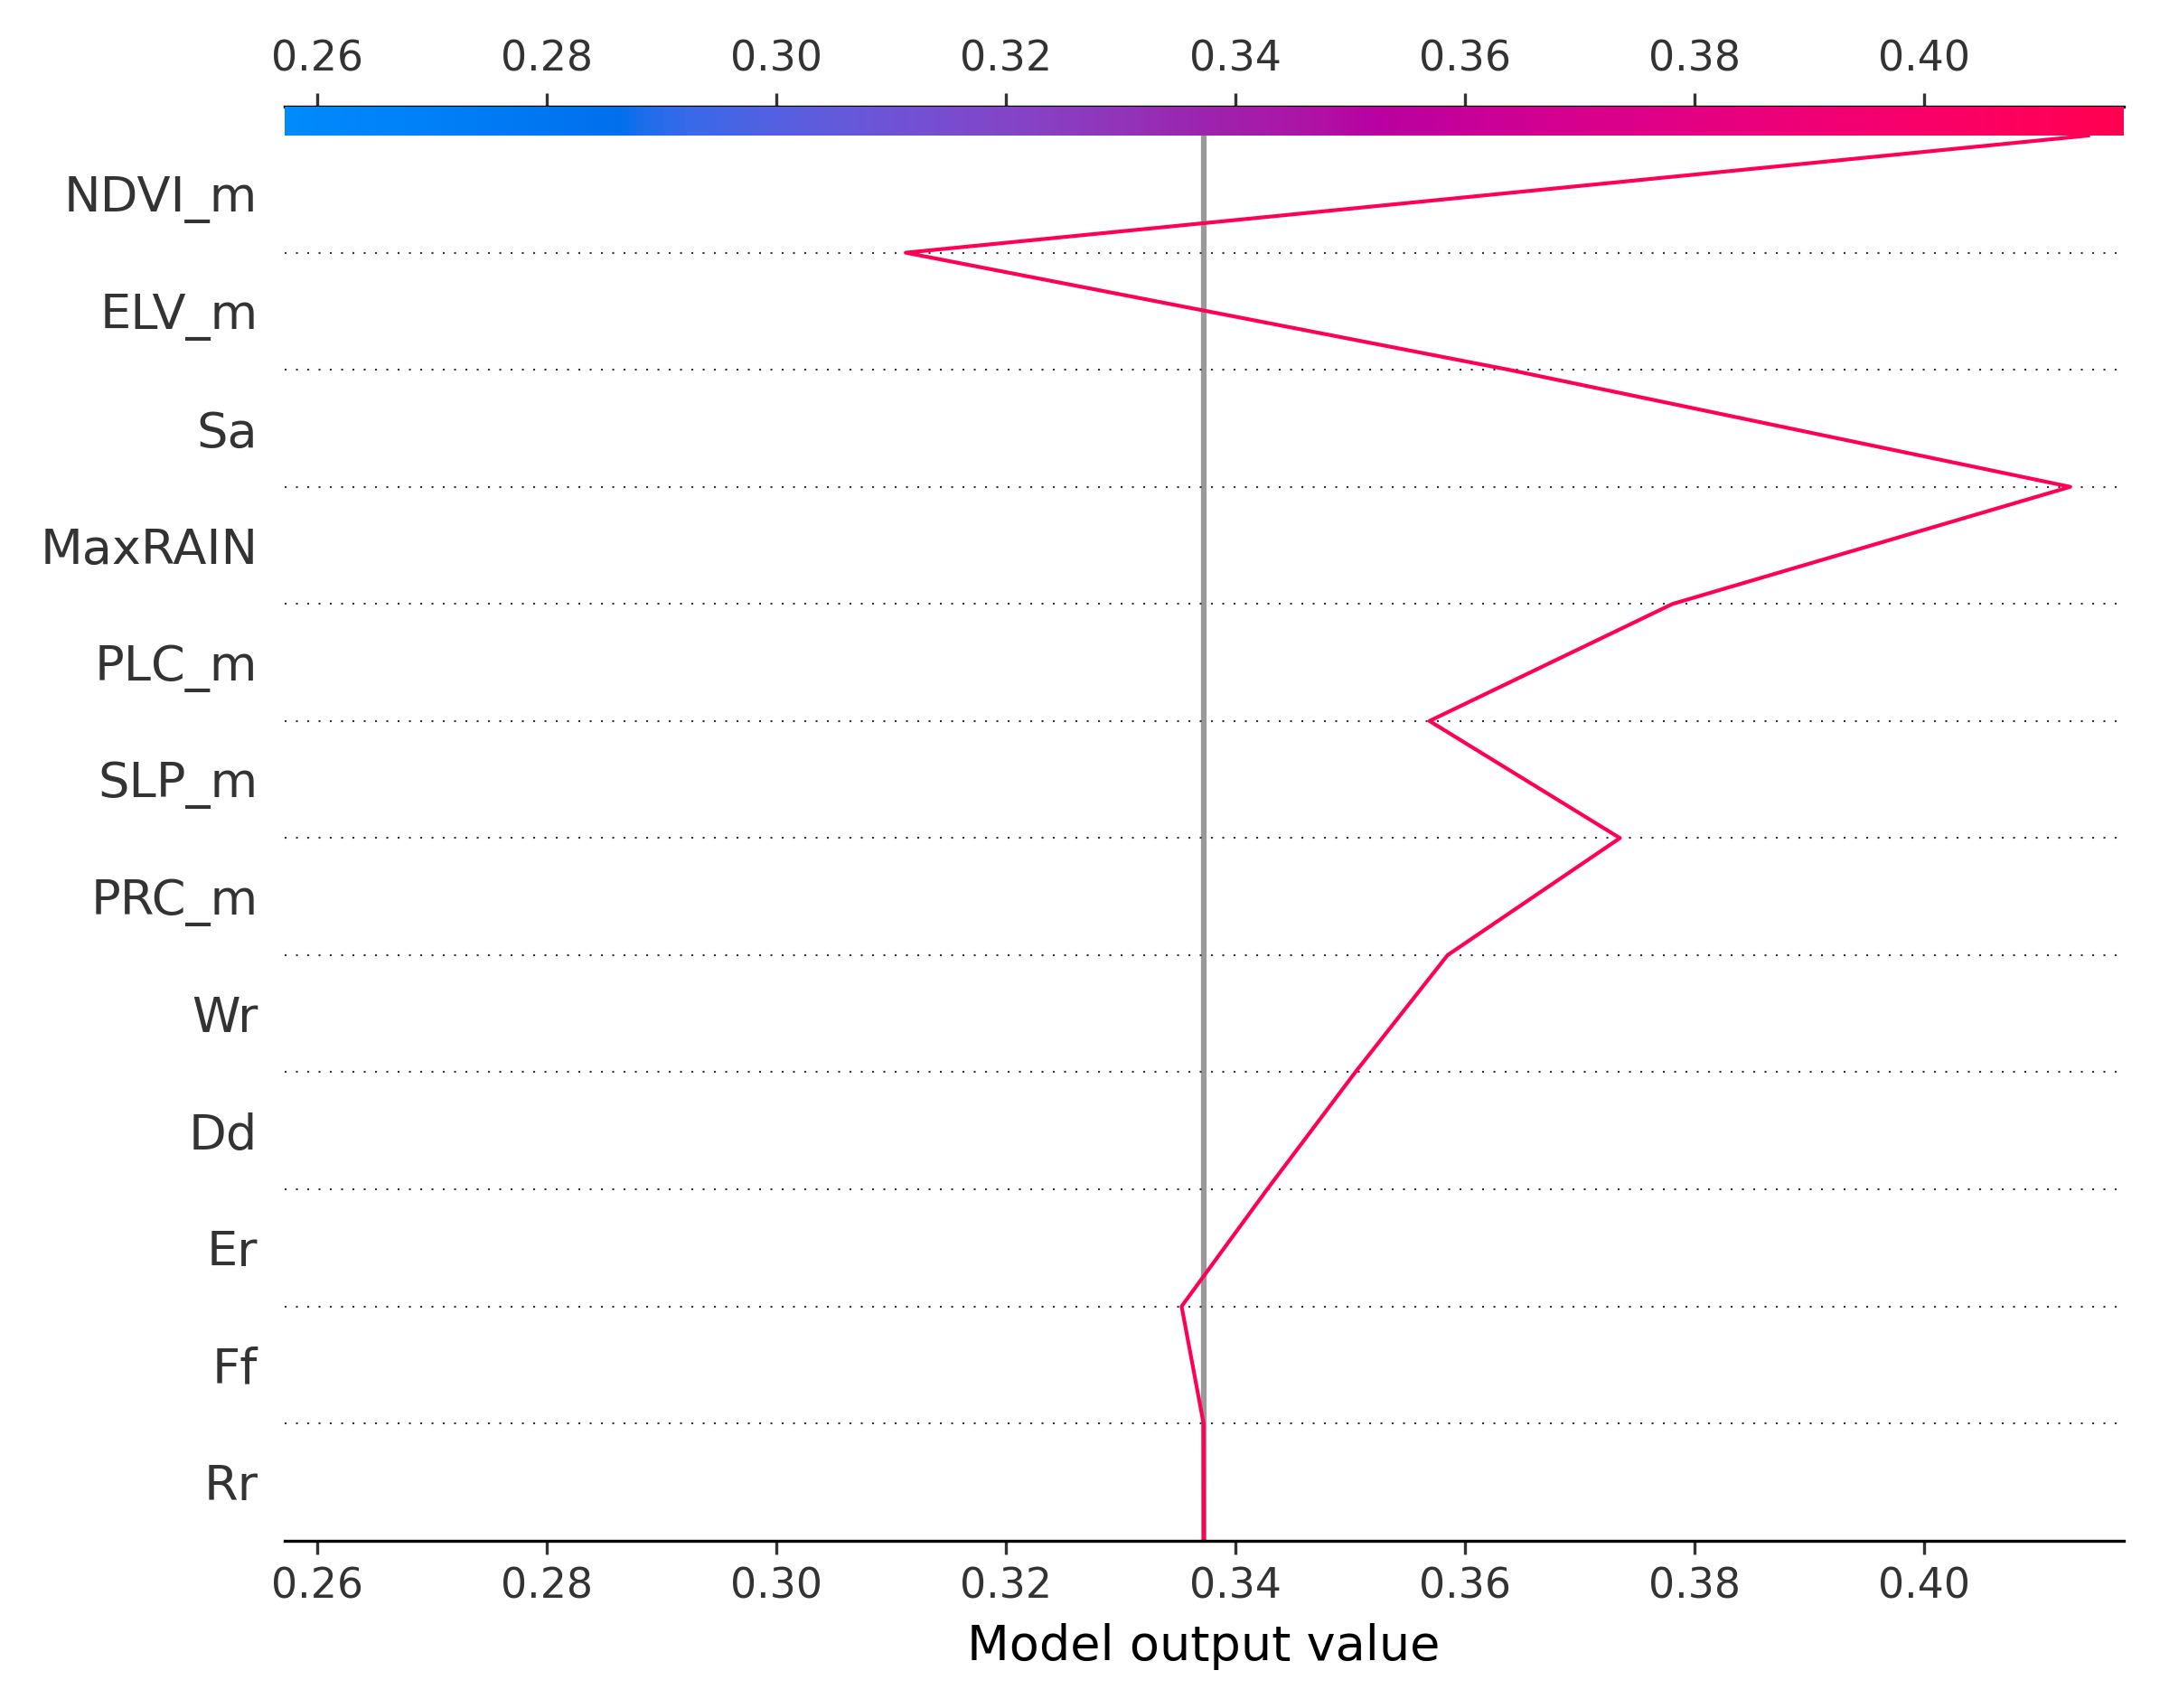 0.26 0.28 0.30 0.32 0.34 0.36 0.38 0.40
NDVI_m
ELV_m
Sa
MaxRAIN
PLC_m
SLP_m
PRC_m
Wr
Dd
Er
Ff
Rr
0.26 0.28 0.30 0.32 0.34 0.36 0.38 0.40
Model output value